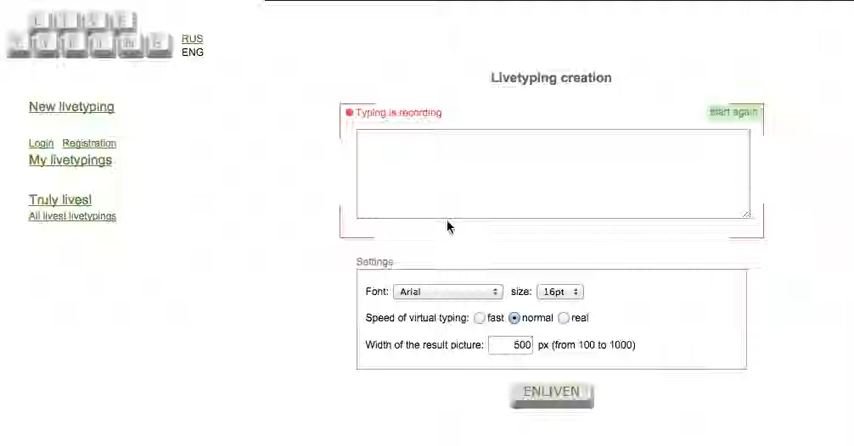 LIVE
TYPING
RUS
ENG
Livetyping creation
New livetyping
Typing is recording
start again
Login Registration
My livetypings
Truly lives!
All livest livetypings
Settings
Font: Arial size: 16pt
Speed of virtual typing: fast normal real
Width of the result picture: 500 px (from 100 to 1000)
ENLIVEN